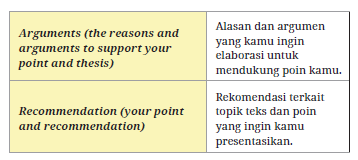 Arguments (the reasons and
arguments to support your
point and thesis)
Alasan dan argumen
yang kamu ingin
elaborasi untuk
mendukung poin kamu.
Recommendation (your point
and recommendation)
Rekomendasi terkait
topik teks dan poin
yang ingin kamu
presentasikan.